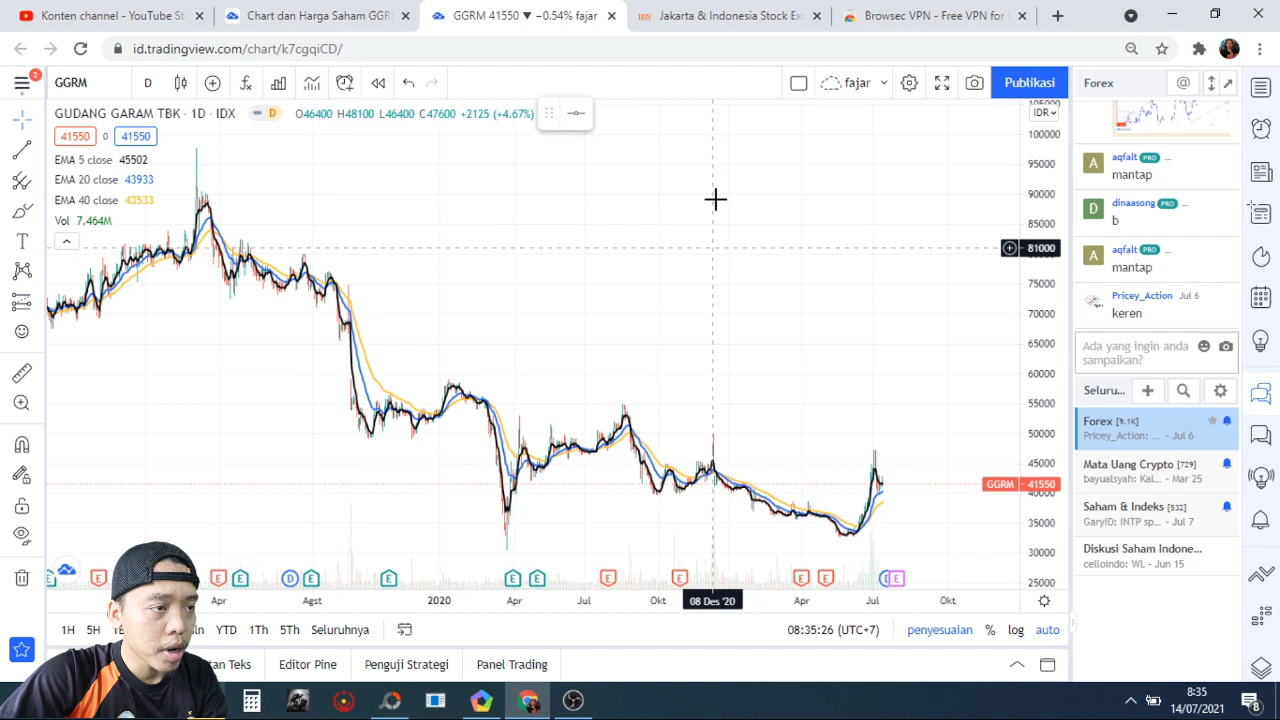 Konten channel - YouTube St
Chart dan Harga Saham GGR
GGRM 41550 ▼ −0.54% fajar
IDX Jakarta & Indonesia Stock Exc
Browsec VPN - Free VPN for
id.tradingview.com/chart/k7cgqiCD/
2
GGRM
D
fajar
Publikasi
Forex
GUDANG GARAM TBK · 1D · IDX
D
O46400 H48100 L46400 C47600 +2125 (+4.67%)
IDR
41550 0 41550
EMA 5 close 45502
EMA 20 close 43933
EMA 40 close 43533
Vol 7.464M
105000
100000
95000
90000
85000
81000
75000
70000
65000
60000
55000
50000
45000
GGRM 41550
40000
35000
30000
25000
Apr
Agst
2020
Apr
Jul
Okt
08 Des '20
Apr
Jul
Okt
E E E D E E E E E E E E E
1H
5H
YTD
1Th
5Th
Seluruhnya
08:35:26 (UTC+7)
penyesuaian
%
log
auto
an Teks
Editor Pine
Penguji Strategi
Panel Trading
A
aqfalt PRO ...
mantap
D
dinaasong PRO ...
b
A
aqfalt PRO ...
mantap
Pricey_Action Jul 6
keren
Ada yang ingin anda
sampaikan?
Seluru...
Forex [9.1K]
Pricey_Action: ... - Jul 6
Mata Uang Crypto [729]
bayualsyah: Kal... - Mar 25
Saham & Indeks [532]
GaryID: INTP sp... - Jul 7
Diskusi Saham Indone...
celloindo: WL - Jun 15
8:35
14/07/2021
8